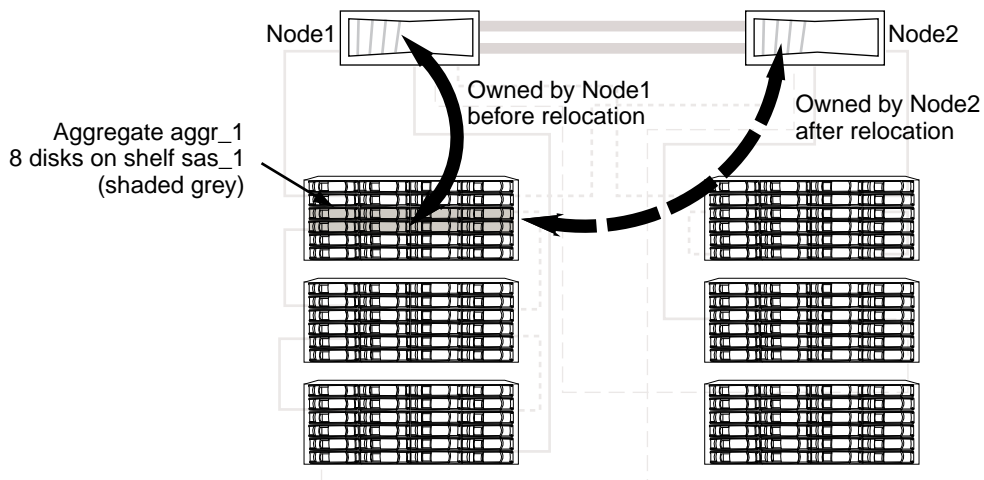 Node1
Node2
Owned by Node1
before relocation
Owned by Node2
after relocation
Aggregate aggr_1
8 disks on shelf sas_1
(shaded grey)